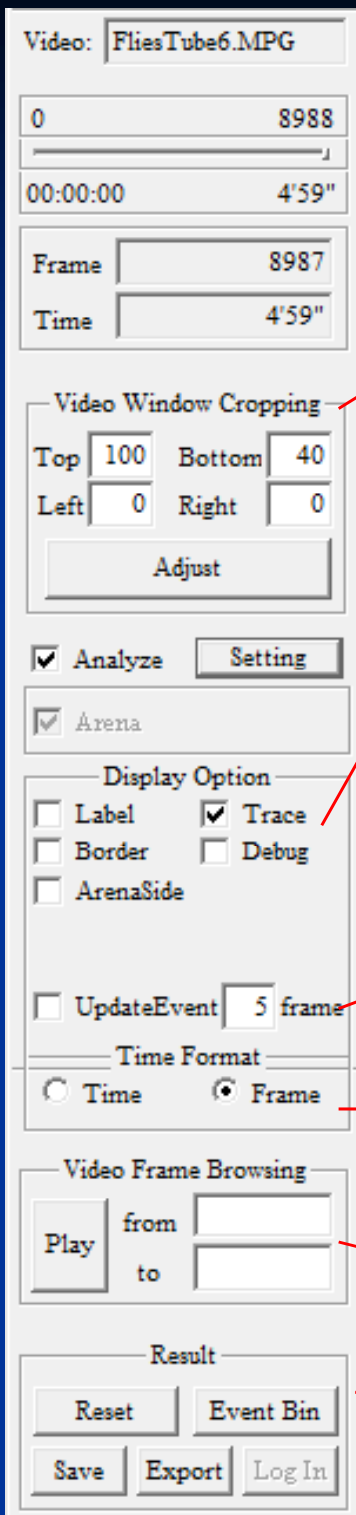 Video: FliesTube6.MPG
0 8988
00:00:00 4'59"
Frame 8987
Time 4'59"
Video Window Cropping
Top 100 Bottom 40
Left 0 Right 0
Adjust
Analyze Setting
Arena
Display Option
Label Trace
Border Debug
ArenaSide
UpdateEvent 5 frame
Time Format
Time Frame
Video Frame Browsing
Play from
to
Result
Reset Event Bin
Save Export Log In